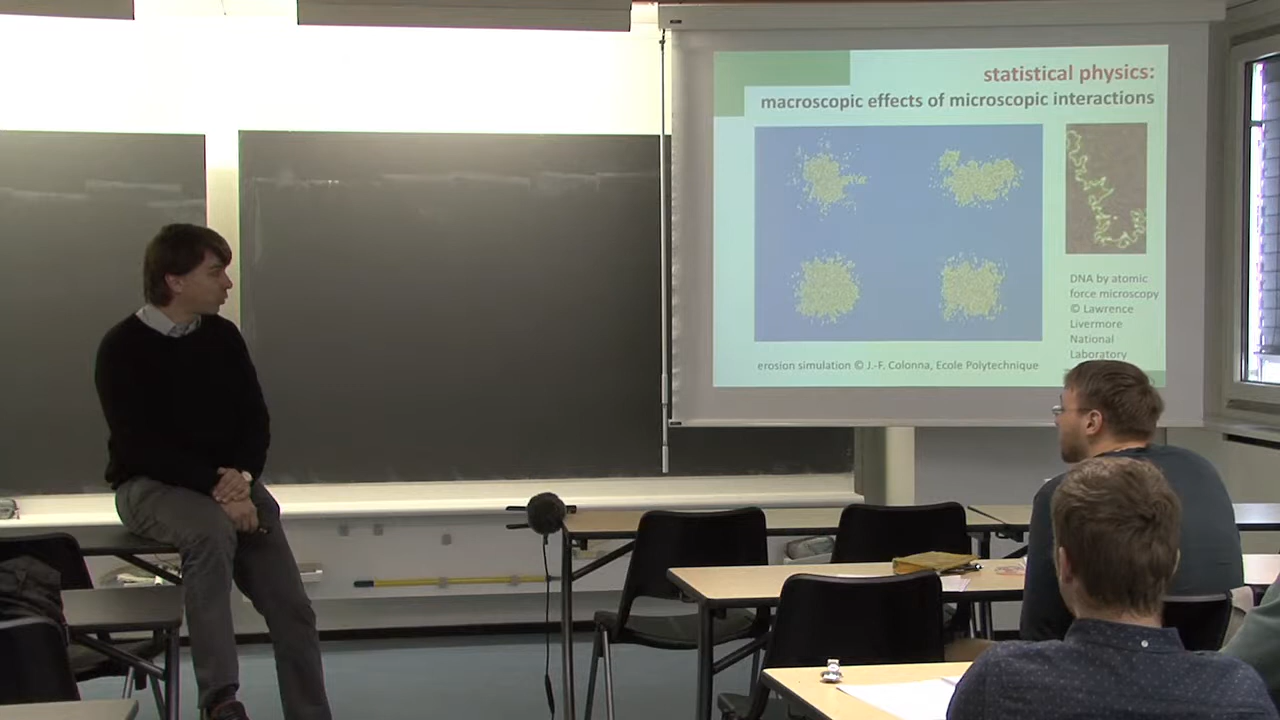 statistical physics:
macroscopic effects of microscopic interactions
DNA by atomic
force microscopy
© Lawrence
Livermore
National
Laboratory
erosion simulation © J.-F. Colonna, Ecole Polytechnique